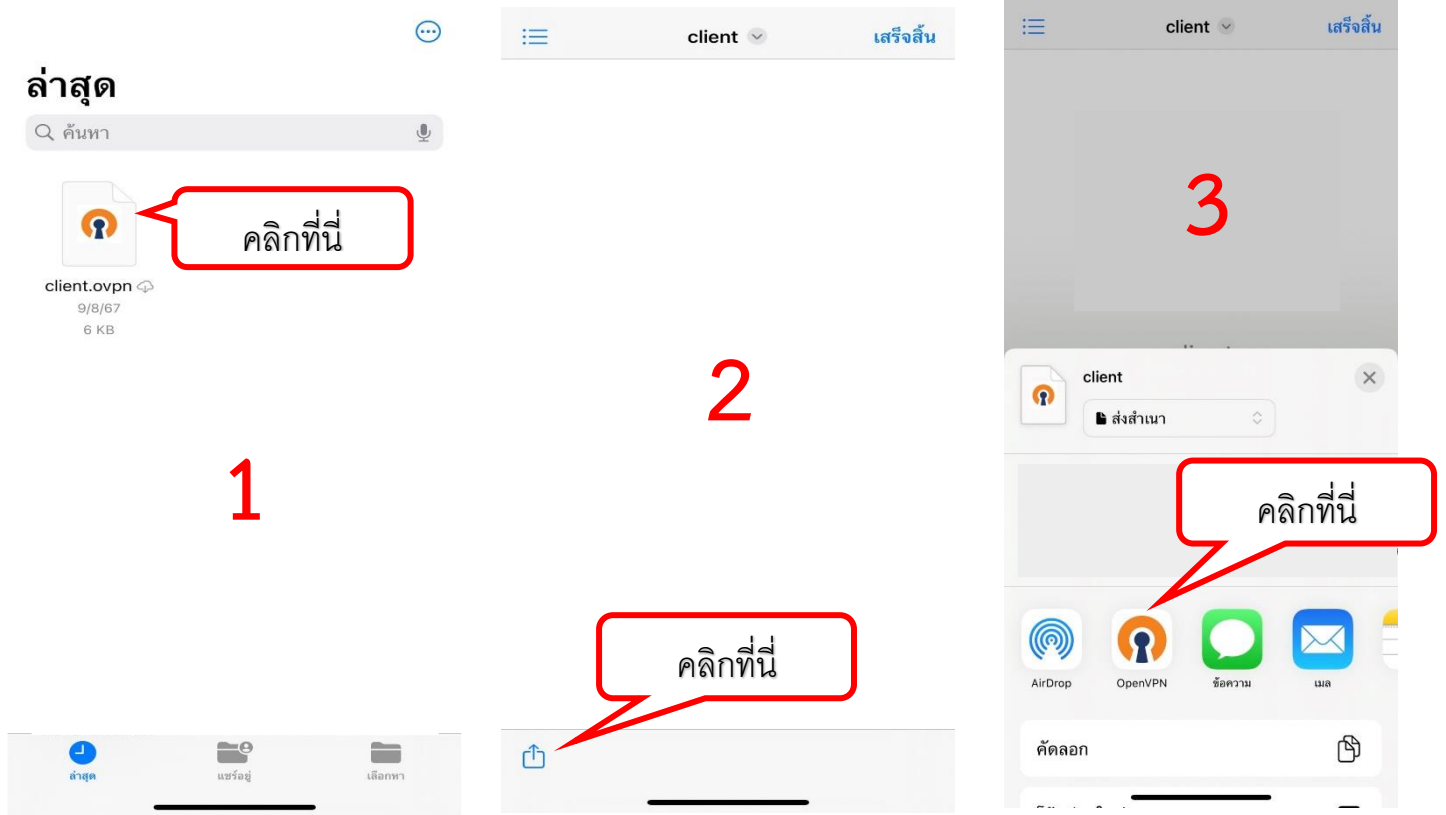 ล่าสุด
ค้นหา
คลิกที่นี่
client.ovpn
9/8/67
6 KB
1
ล่าสุด
แชร์อยู่
เลือกหา
client
เสร็จสิ้น
2
คลิกที่นี่
client
เสร็จสิ้น
3
client
ส่งสำเนา
คลิกที่นี่
AirDrop
OpenVPN
ข้อความ
เมล
คัดลอก